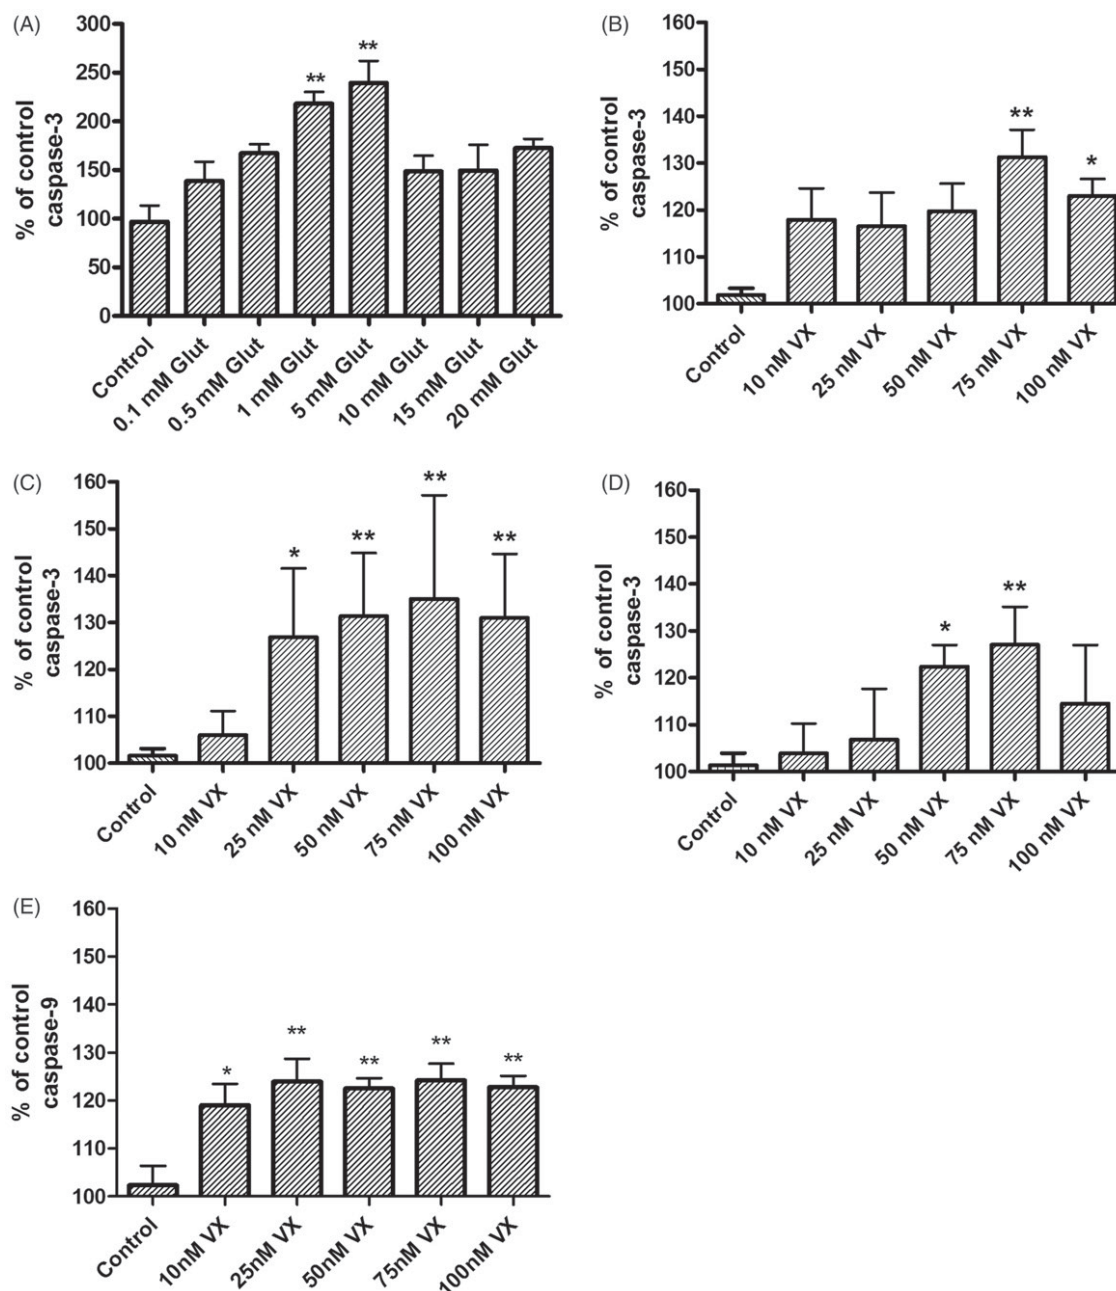 (A)
% of control
caspase-3
300
250
200
150
100
50
0
**
**
Control
0.1 mM Glut
0.5 mM Glut
1 mM Glut
5 mM Glut
10 mM Glut
15 mM Glut
20 mM Glut
(B)
% of control
caspase-3
160
150
140
130
120
110
100
**
*
Control
10 nM VX
25 nM VX
50 nM VX
75 nM VX
100 nM VX
(C)
% of control
caspase-3
160
150
140
130
120
110
100
*
**
**
**
Control
10 nM VX
25 nM VX
50 nM VX
75 nM VX
100 nM VX
(D)
% of control
caspase-3
160
150
140
130
120
110
100
*
**
Control
10 nM VX
25 nM VX
50 nM VX
75 nM VX
100 nM VX
(E)
% of control
caspase-9
160
150
140
130
120
110
100
*
**
**
**
**
Control
10nM VX
25nM VX
50nM VX
75nM VX
100nM VX